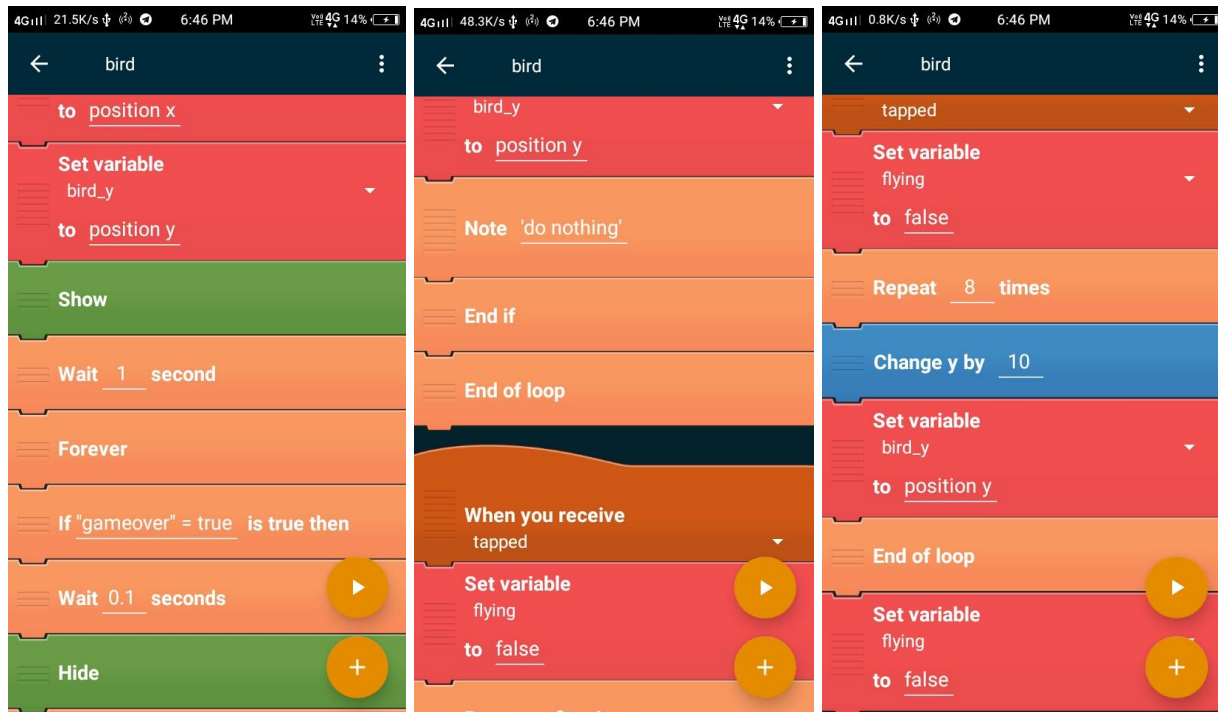 4G 21.5K/s 6:46 PM VoLTE 4G 14%
bird
to position x
Set variable
bird_y
to position y
Show
Wait 1 second
Forever
If "gameover" = true is true then
Wait 0.1 seconds
Hide
4G 48.3K/s 6:46 PM 4G 14%
bird
bird_y
to position y
Note 'do nothing'
End if
End of loop
When you receive
tapped
Set variable
flying
to false
4G 0.8K/s 6:46 PM 4G 14%
bird
tapped
Set variable
flying
to false
Repeat 8 times
Change y by 10
Set variable
bird_y
to position y
End of loop
Set variable
flying
to false